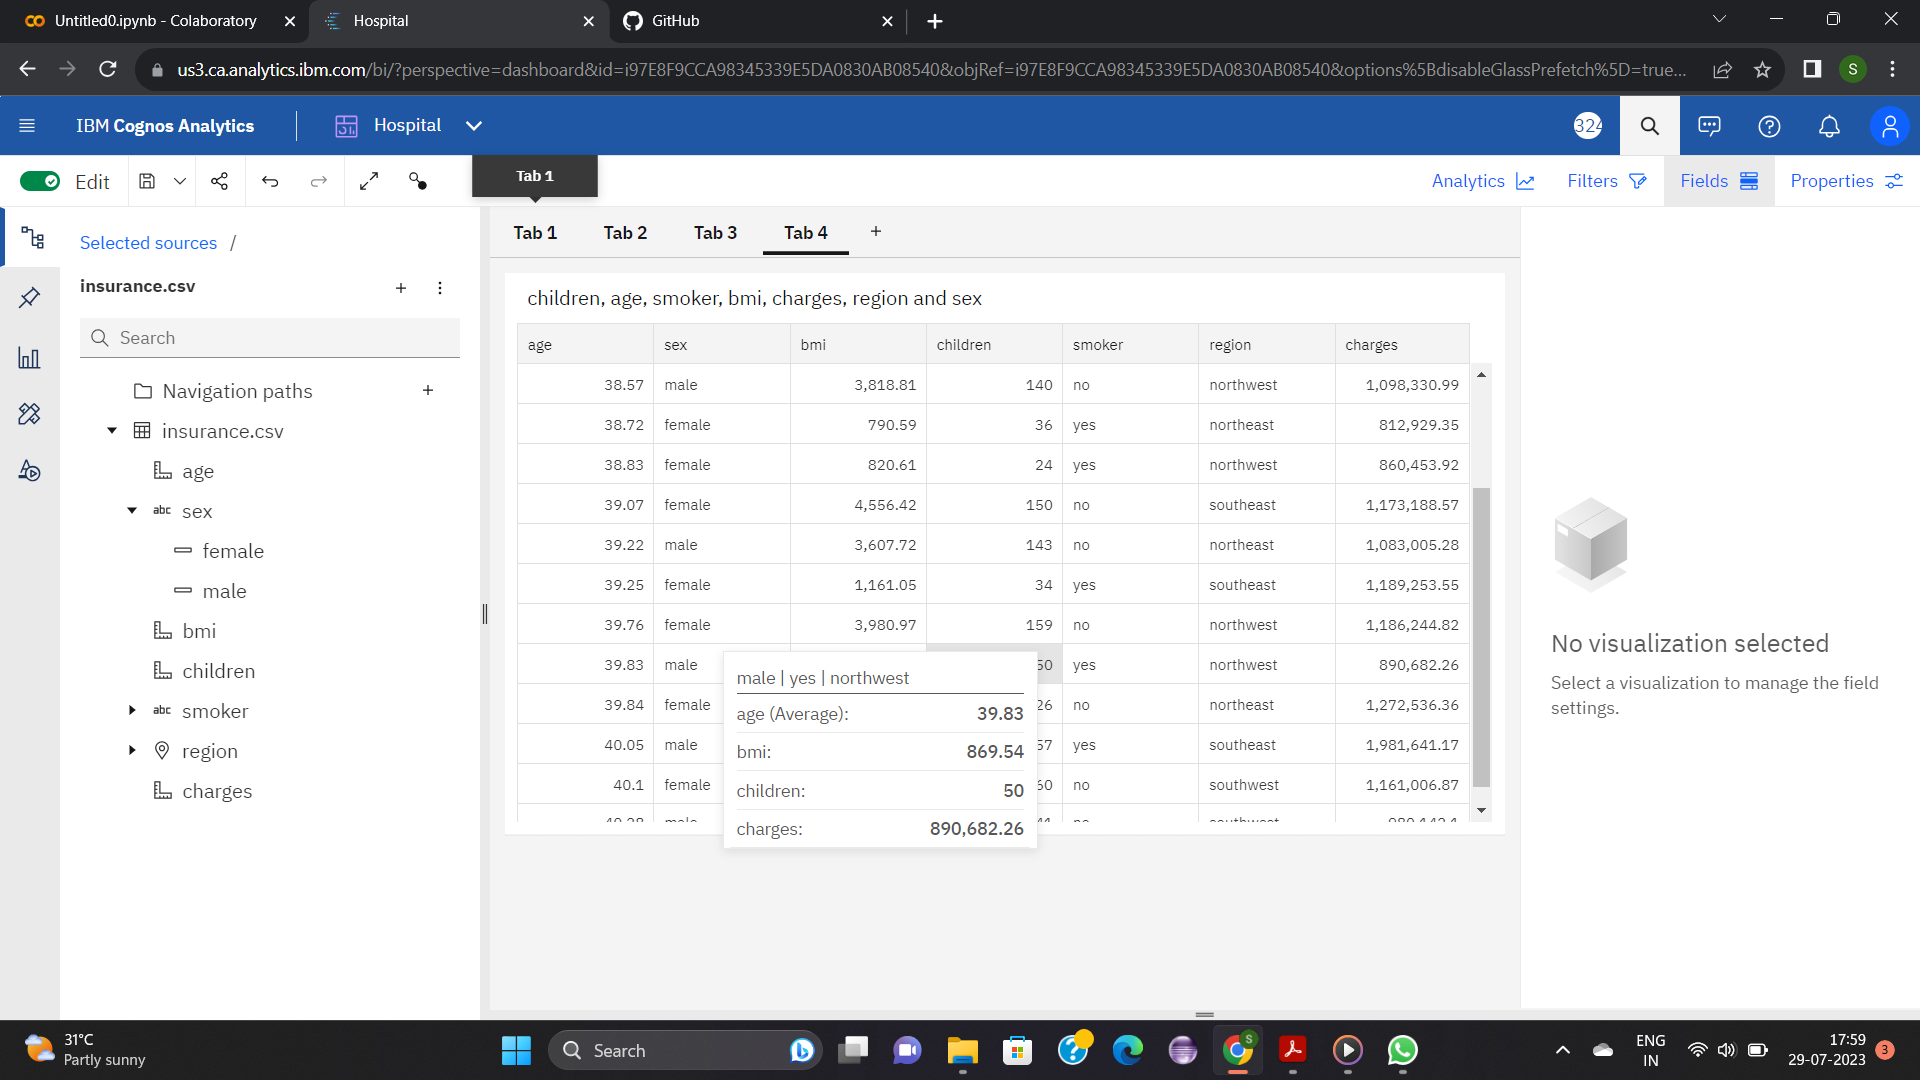 Untitled0.ipynb - Colaboratory
Hospital
GitHub
us3.ca.analytics.ibm.com/bi/?perspective=dashboard&id=i97E8F9CCA98345339E5DA0830AB08540&objRef=i97E8F9CCA98345339E5DA0830AB08540&options%5BdisableGlassPrefetch%5D=true...
S
IBM Cognos Analytics
Hospital
324
Edit
Tab 1
Analytics
Filters
Fields
Properties
Selected sources /
insurance.csv
Search
Navigation paths
insurance.csv
age
abc sex
female
male
bmi
children
abc smoker
region
charges
Tab 1 Tab 2 Tab 3 Tab 4
children, age, smoker, bmi, charges, region and sex
age sex bmi children smoker region charges
38.57 male 3,818.81 140 no northwest 1,098,330.99
38.72 female 790.59 36 yes northeast 812,929.35
38.83 female 820.61 24 yes northwest 860,453.92
39.07 female 4,556.42 150 no southeast 1,173,188.57
39.22 male 3,607.72 143 no northeast 1,083,005.28
39.25 female 1,161.05 34 yes southeast 1,189,253.55
39.76 female 3,980.97 159 no northwest 1,186,244.82
39.83 male 50 yes northwest 890,682.26
39.84 female 26 no northeast 1,272,536.36
40.05 male 57 yes southeast 1,981,641.17
40.1 female 60 no southwest 1,161,006.87
male | yes | northwest
age (Average): 39.83
bmi: 869.54
children: 50
charges: 890,682.26
No visualization selected
Select a visualization to manage the field
settings.
31°C
Partly sunny
Search
S
ENG
IN
17:59
29-07-2023
3